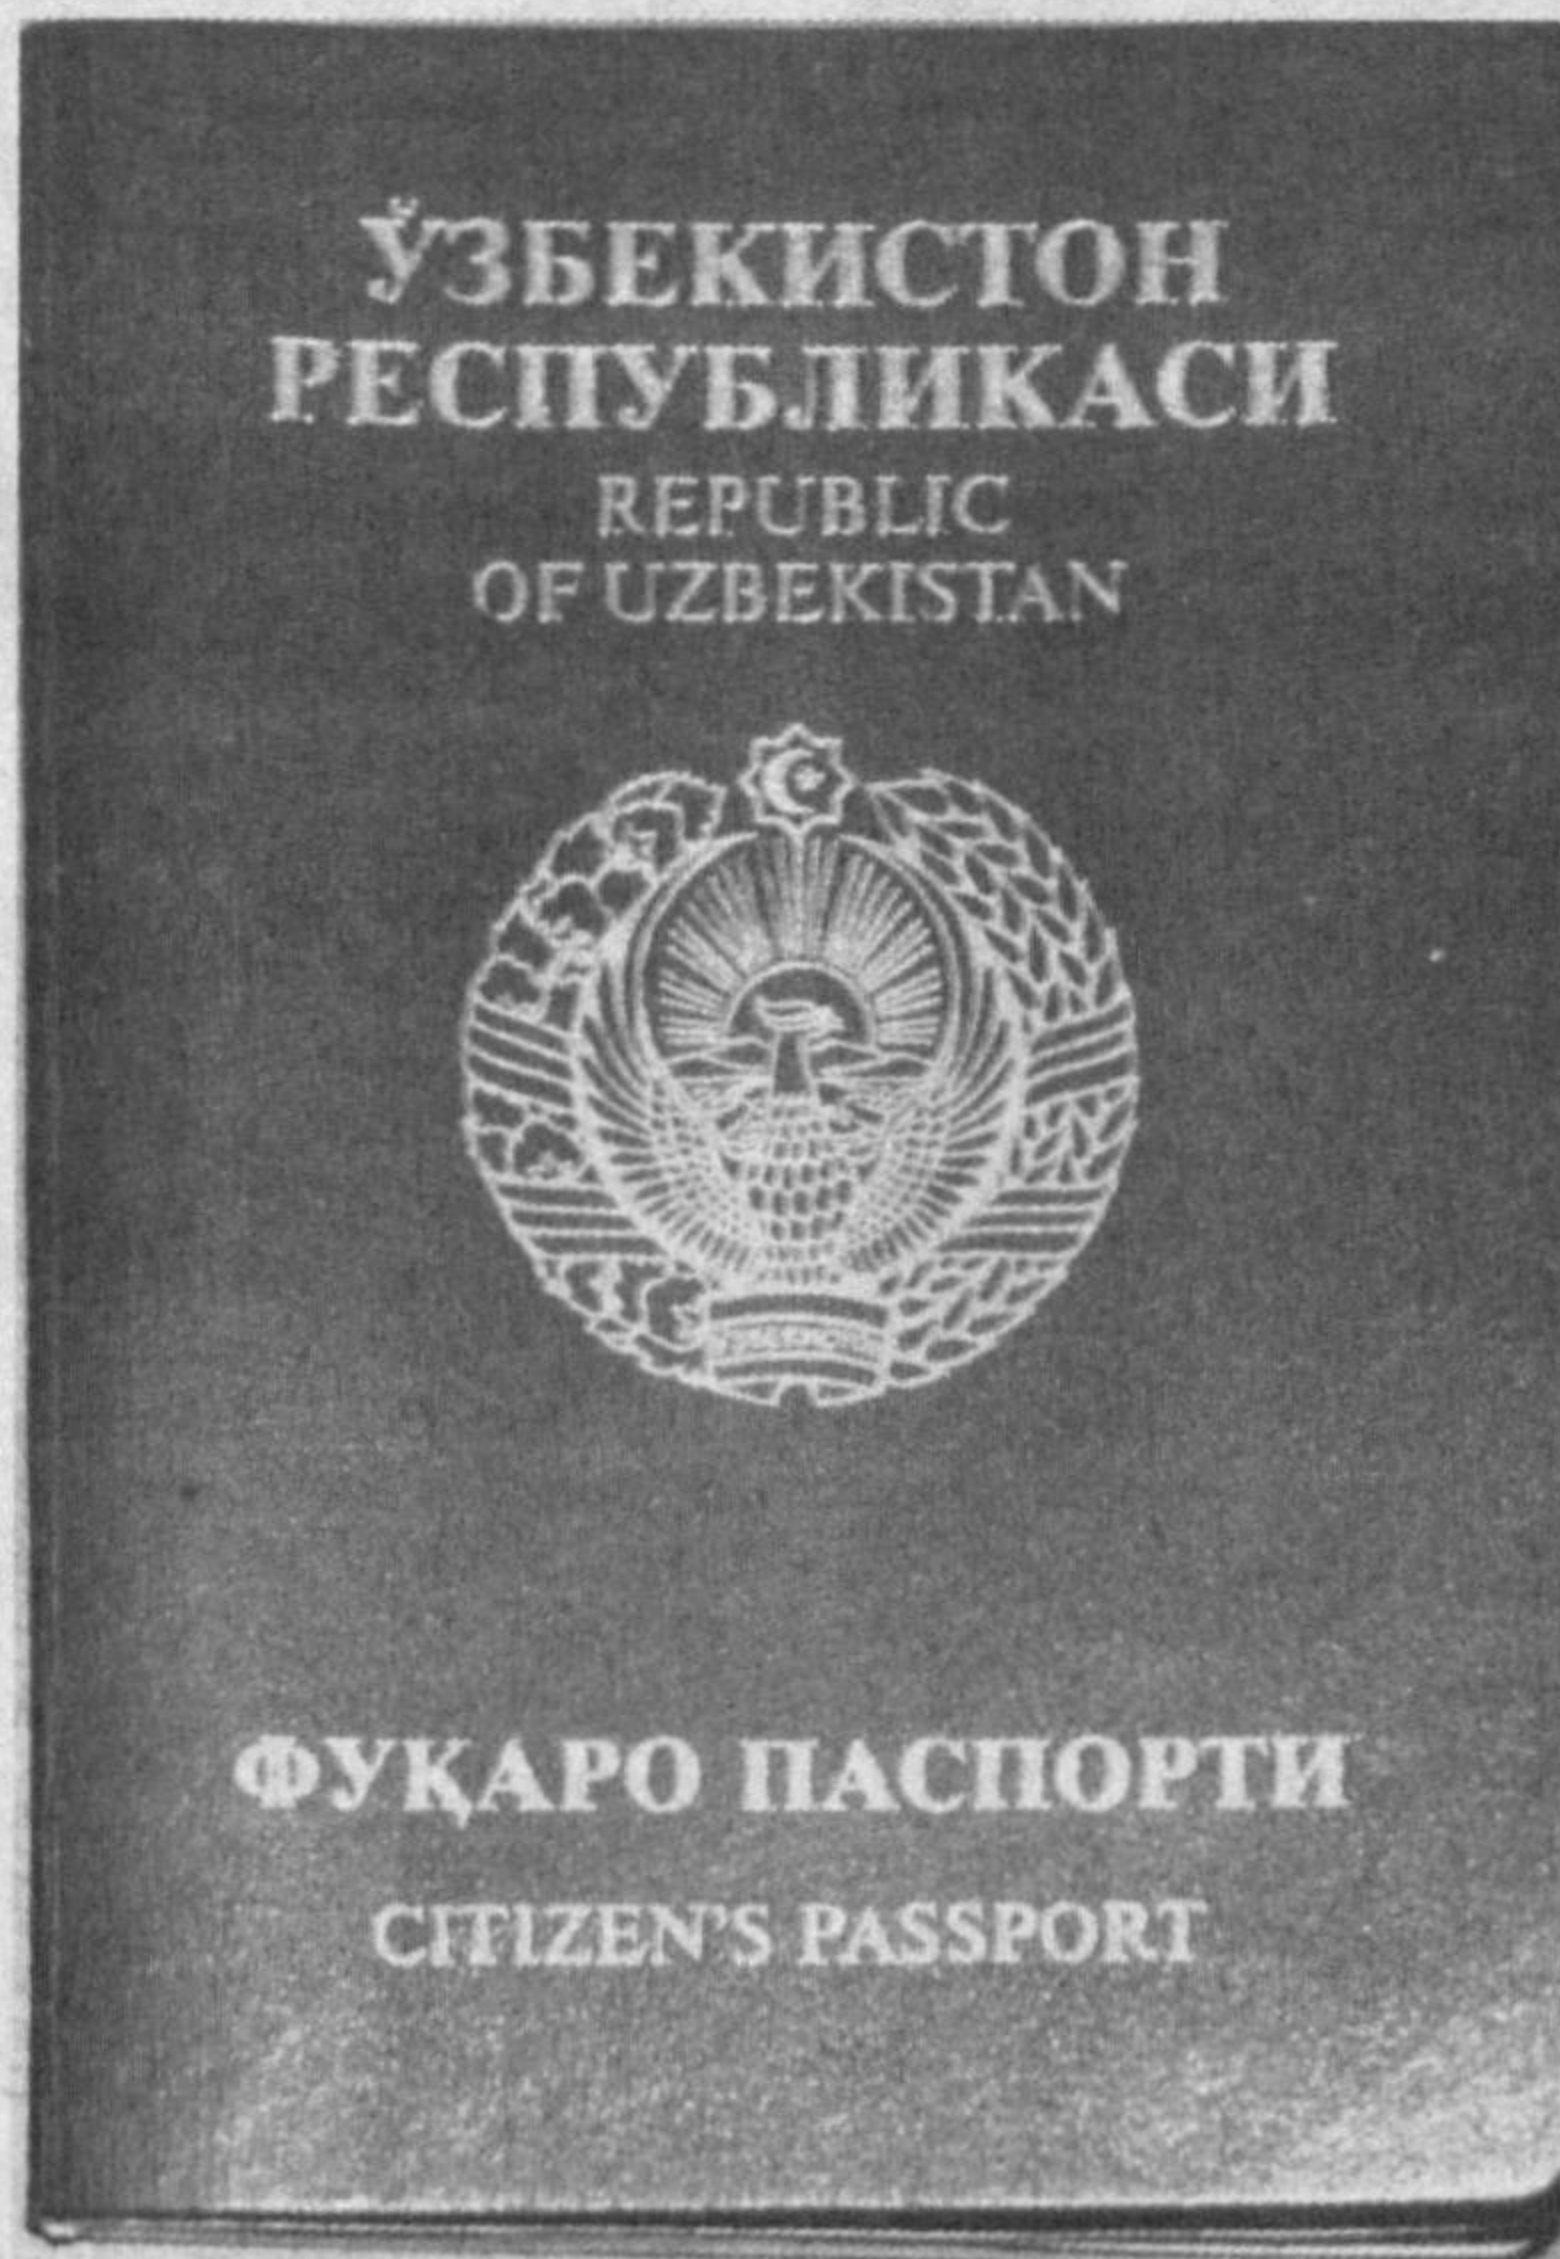 ЎЗБЕКИСТОН
РЕСПУБЛИКАСИ
REPUBLIC
OF UZBEKISTAN
ФУҚАРО ПАСПОРТИ
CITIZEN'S PASSPORT